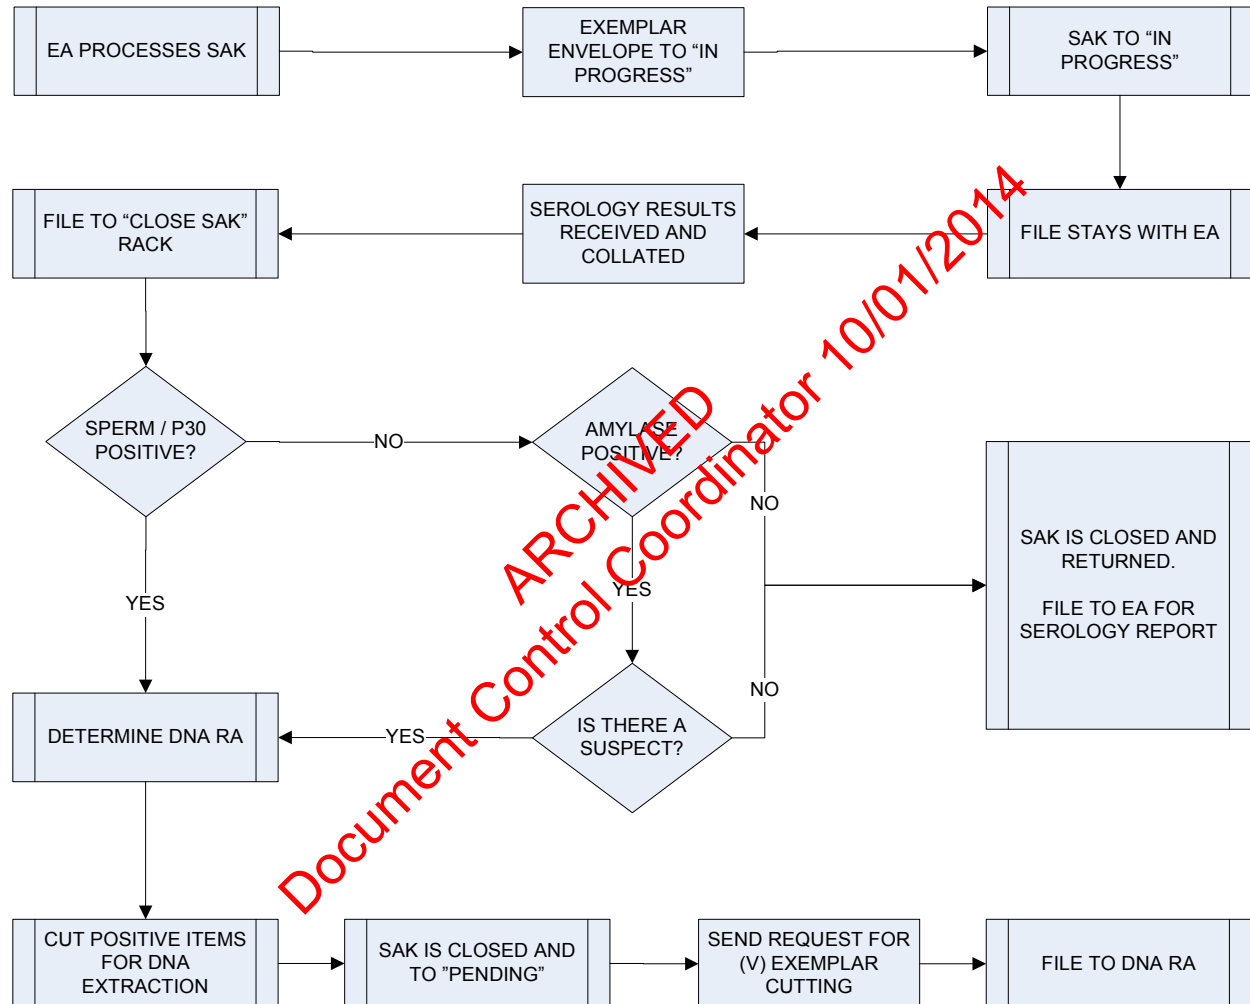 EA PROCESSES SAK
EXEMPLAR
ENVELOPE TO “IN
PROGRESS”
SAK TO “IN
PROGRESS”
FILE TO “CLOSE SAK”
RACK
SEROLOGY RESULTS
RECEIVED AND
COLLATED
FILE STAYS WITH EA
SPERM / P30
POSITIVE?
NO
AMYLASE
POSITIVE?
NO
YES
YES
SAK IS CLOSED AND
RETURNED.
FILE TO EA FOR
SEROLOGY REPORT
DETERMINE DNA RA
YES
IS THERE A
SUSPECT?
NO
CUT POSITIVE ITEMS
FOR DNA
EXTRACTION
SAK IS CLOSED AND
TO ”PENDING”
SEND REQUEST FOR
(V) EXEMPLAR
CUTTING
FILE TO DNA RA
ARCHIVED
Document Control Coordinator 10/01/2014